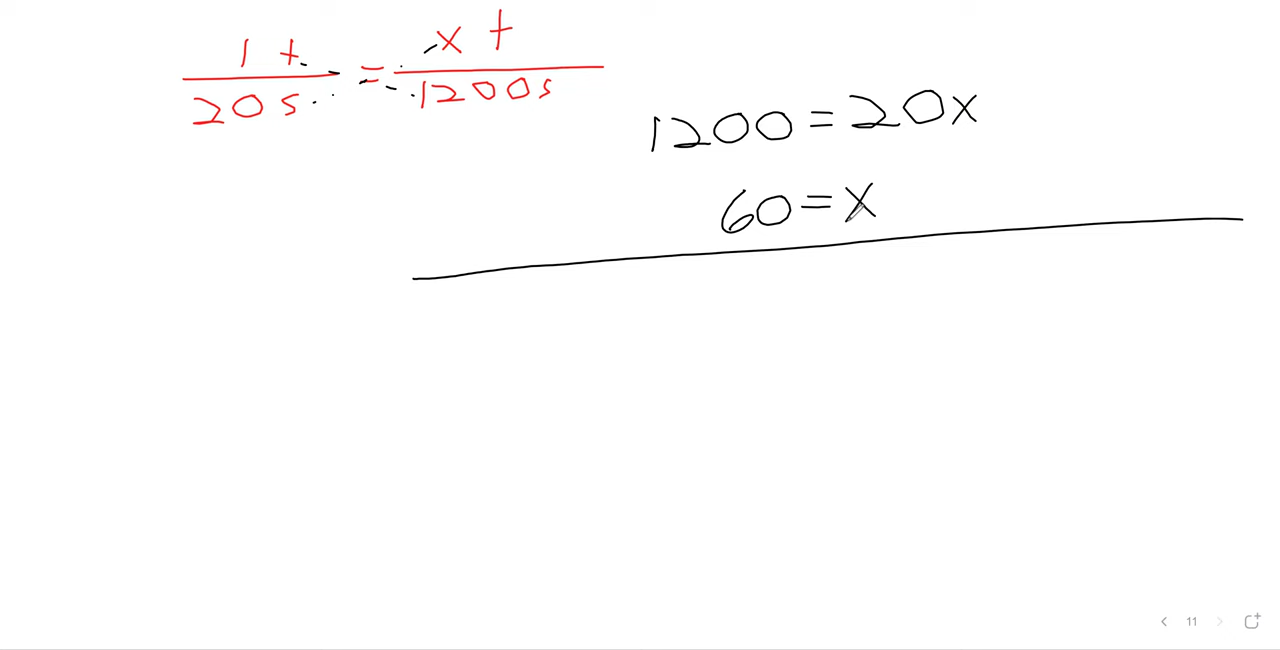 1 t / 20 s = x t / 1200 s
1200 = 20x
60 = x
11